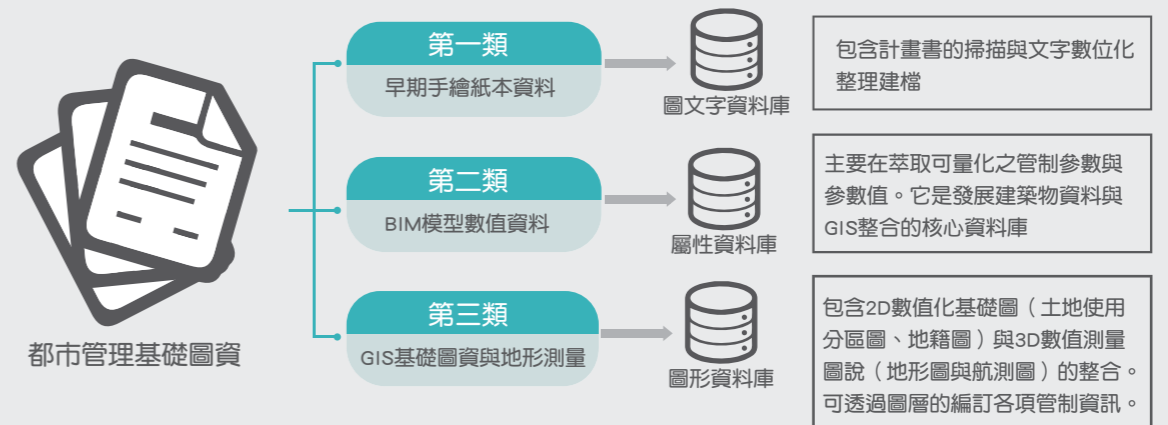 都市管理基礎圖資
第一類
早期手繪紙本資料
圖文字資料庫
包含計畫書的掃描與文字數位化
整理建檔
第二類
BIM模型數值資料
屬性資料庫
主要在萃取可量化之管制參數與
參數值。它是發展建築物資料與
GIS整合的核心資料庫
第三類
GIS基礎圖資與地形測量
圖形資料庫
包含2D數值化基礎圖（土地使用
分區圖、地籍圖）與3D數值測量
圖說（地形圖與航測圖）的整合。
可透過圖層的編訂各項管制資訊。